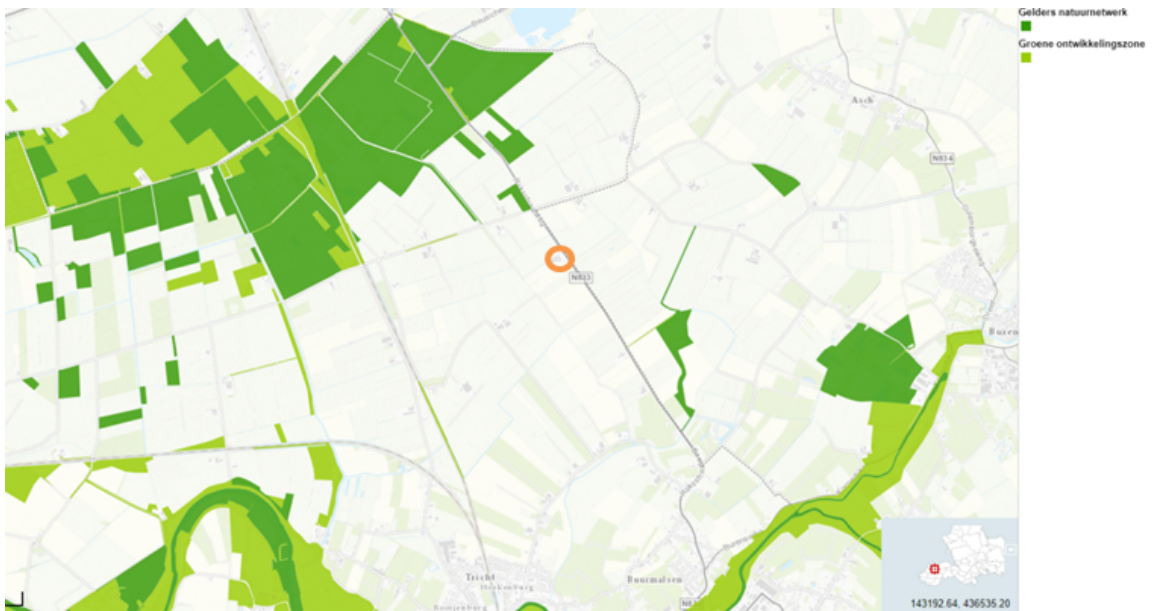 Gelders natuurnetwerk
Groene ontwikkelingszone
Asch
N834
N833
Buren
Tricht
Buurmalsen
143192.64, 436535.20